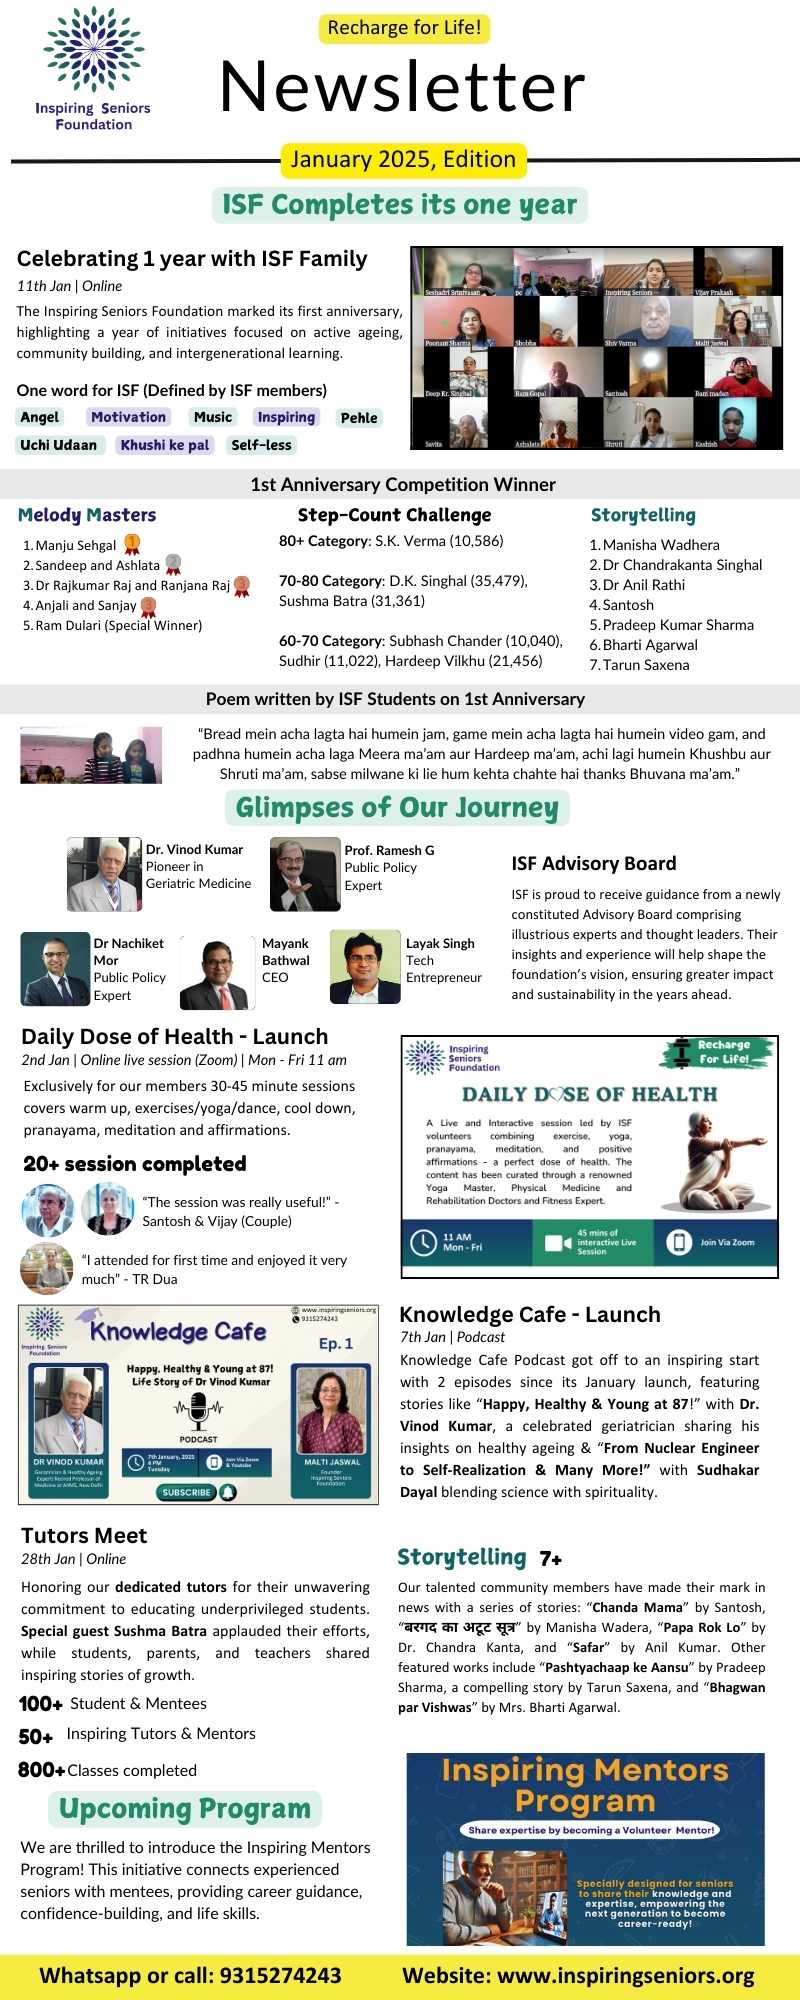 Recharge for Life!
Inspiring Seniors
Foundation
Newsletter
January 2025, Edition
ISF Completes its one year
Celebrating 1 year with ISF Family
11th Jan | Online
The Inspiring Seniors Foundation marked its first anniversary,
highlighting a year of initiatives focused on active ageing,
community building, and intergenerational learning.
One word for ISF (Defined by ISF members)
Angel Motivation Music Inspiring Pehle
Uchi Udaan Khushi ke pal Self-less
Seshadri Srinivasan pc Inspiring Seniors Vijay Prakash
Poonam Sharma Shobha Shiv Varma Malti Jaswal
Deep Kr. Singhal Ram Gopal Santosh Ram madan
Savita Ashalata Shruti Kashish
1st Anniversary Competition Winner
Melody Masters
1. Manju Sehgal 1
2. Sandeep and Ashlata 2
3. Dr Rajkumar Raj and Ranjana Raj 3
4. Anjali and Sanjay 3
5. Ram Dulari (Special Winner)
Step-Count Challenge
80+ Category: S.K. Verma (10,586)
70-80 Category: D.K. Singhal (35,479),
Sushma Batra (31,361)
60-70 Category: Subhash Chander (10,040),
Sudhir (11,022), Hardeep Vilkhu (21,456)
Storytelling
1. Manisha Wadhera
2. Dr Chandrakanta Singhal
3. Dr Anil Rathi
4. Santosh
5. Pradeep Kumar Sharma
6. Bharti Agarwal
7. Tarun Saxena
Poem written by ISF Students on 1st Anniversary
“Bread mein acha lagta hai humein jam, game mein acha lagta hai humein video gam, and
padhna humein acha laga Meera ma’am aur Hardeep ma’am, achi lagi humein Khushbu aur
Shruti ma’am, sabse milwane ki lie hum kehta chahte hai thanks Bhuvana ma’am.”
Glimpses of Our Journey
Dr. Vinod Kumar
Pioneer in
Geriatric Medicine
Prof. Ramesh G
Public Policy
Expert
Dr Nachiket
Mor
Public Policy
Expert
Mayank
Bathwal
CEO
Layak Singh
Tech
Entrepreneur
ISF Advisory Board
ISF is proud to receive guidance from a newly
constituted Advisory Board comprising
illustrious experts and thought leaders. Their
insights and experience will help shape the
foundation’s vision, ensuring greater impact
and sustainability in the years ahead.
Daily Dose of Health - Launch
2nd Jan | Online live session (Zoom) | Mon - Fri 11 am
Exclusively for our members 30-45 minute sessions
covers warm up, exercises/yoga/dance, cool down,
pranayama, meditation and affirmations.
20+ session completed
“The session was really useful!” -
Santosh & Vijay (Couple)
“I attended for first time and enjoyed it very
much” - TR Dua
Inspiring
Seniors
Foundation
Recharge
For Life!
DAILY DOSE OF HEALTH
A Live and Interactive session led by ISF
volunteers combining exercise, yoga,
pranayama, meditation, and positive
affirmations - a perfect dose of health. The
content has been curated through a renowned
Yoga Master, Physical Medicine and
Rehabilitation Doctors and Fitness Expert.
11 AM
Mon - Fri
45 mins of
interactive Live
Session
Join Via Zoom
www.inspiringseniors.org
9315274243
Inspiring Seniors
Foundation
Knowledge Cafe
Ep. 1
Happy, Healthy & Young at 87!
Life Story of Dr Vinod Kumar
PODCAST
7th January, 2025
4 PM
Tuesday
Join Via Zoom
& Youtube
SUBSCRIBE
DR VINOD KUMAR
Geriatrician & Healthy Ageing
Expert Retired Professor of
Medicine at AIIMS, New Delhi
MALTI JASWAL
Founder
Inspiring Seniors
Foundation
Knowledge Cafe - Launch
7th Jan | Podcast
Knowledge Cafe Podcast got off to an inspiring start
with 2 episodes since its January launch, featuring
stories like “Happy, Healthy & Young at 87!” with Dr.
Vinod Kumar, a celebrated geriatrician sharing his
insights on healthy ageing & “From Nuclear Engineer
to Self-Realization & Many More!” with Sudhakar
Dayal blending science with spirituality.
Tutors Meet
28th Jan | Online
Honoring our dedicated tutors for their unwavering
commitment to educating underprivileged students.
Special guest Sushma Batra applauded their efforts,
while students, parents, and teachers shared
inspiring stories of growth.
100+ Student & Mentees
50+ Inspiring Tutors & Mentors
800+ Classes completed
Storytelling 7+
Our talented community members have made their mark in
news with a series of stories: “Chanda Mama” by Santosh,
“बरगद का अटूट सूत्र” by Manisha Wadera, “Papa Rok Lo” by
Dr. Chandra Kanta, and “Safar” by Anil Kumar. Other
featured works include “Pashtyachaap ke Aansu” by Pradeep
Sharma, a compelling story by Tarun Saxena, and “Bhagwan
par Vishwas” by Mrs. Bharti Agarwal.
Upcoming Program
We are thrilled to introduce the Inspiring Mentors
Program! This initiative connects experienced
seniors with mentees, providing career guidance,
confidence-building, and life skills.
Inspiring Mentors
Program
Share expertise by becoming a Volunteer Mentor!
Specially designed for seniors
to share their knowledge and
expertise, empowering the
next generation to become
career-ready!
Whatsapp or call: 9315274243
Website: www.inspiringseniors.org